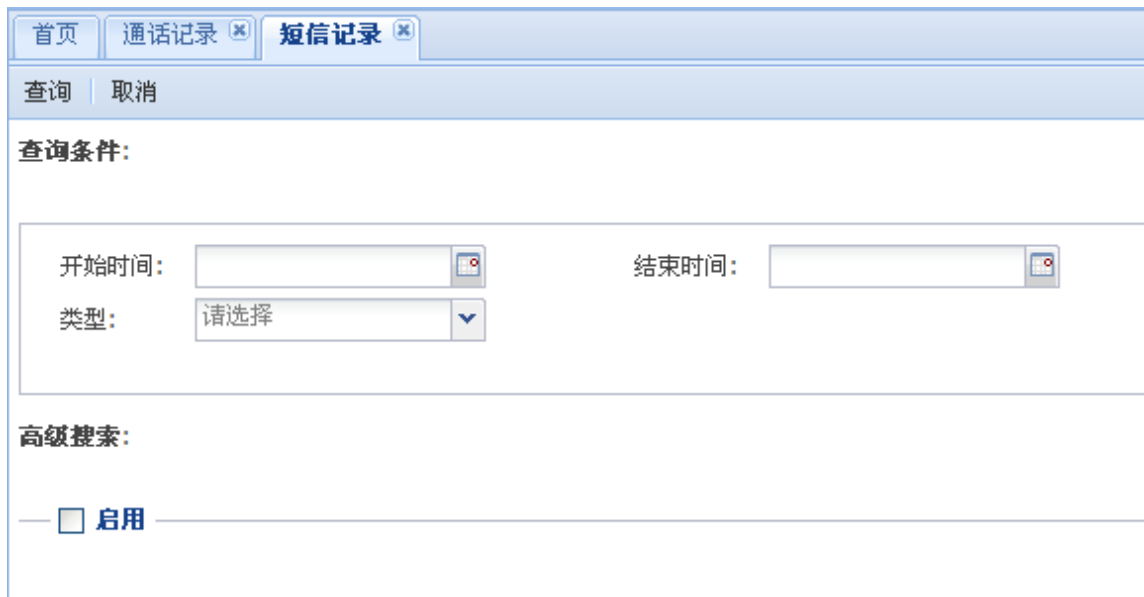 首页 通话记录 短信记录
查询 取消
查询条件:
开始时间: 结束时间:
类型: 请选择
高级搜索:
启用